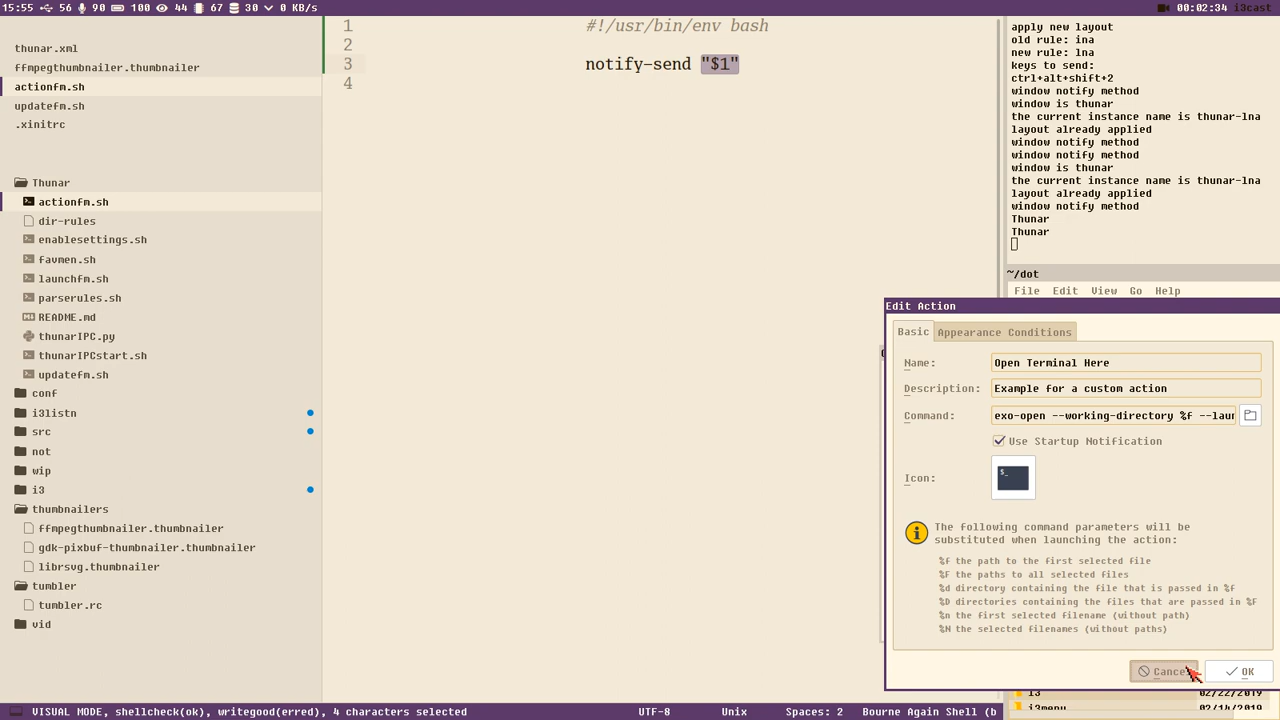 15:55 56 90 100 44 67 30 0 KB/s 00:02:34 i3cast
thunar.xml
ffmpegthumbnailer.thumbnailer
actionfm.sh
updatefm.sh
.xinitrc
Thunar
actionfm.sh
dir-rules
enablesettings.sh
favmen.sh
launchfm.sh
parserules.sh
README.md
thunarIPC.py
thunarIPCstart.sh
updatefm.sh
conf
i3listn
src
not
wip
i3
thumbnailers
ffmpegthumbnailer.thumbnailer
gdk-pixbuf-thumbnailer.thumbnailer
librsvg.thumbnailer
tumbler
tumbler.rc
vid
1 #!/usr/bin/env bash
2
3 notify-send "$1"
4
apply new layout
old rule: ina
new rule: lna
keys to send:
ctrl+alt+shift+2
window notify method
window is thunar
the current instance name is thunar-lna
layout already applied
window notify method
window notify method
window is thunar
the current instance name is thunar-lna
layout already applied
window notify method
Thunar
Thunar
~/dot
File Edit View Go Help
Edit Action
Basic Appearance Conditions
Name: Open Terminal Here
Description: Example for a custom action
Command: exo-open --working-directory %f --laun
Use Startup Notification
Icon: $_
The following command parameters will be
substituted when launching the action:
%f the path to the first selected file
%F the paths to all selected files
%d directory containing the file that is passed in %f
%D directories containing the files that are passed in %F
%n the first selected filename (without path)
%N the selected filenames (without paths)
Cancel OK
i3 02/22/2019
i3menu 02/14/2019
VISUAL MODE, shellcheck(ok), writegood(erred), 4 characters selected UTF-8 Unix Spaces: 2 Bourne Again Shell (b